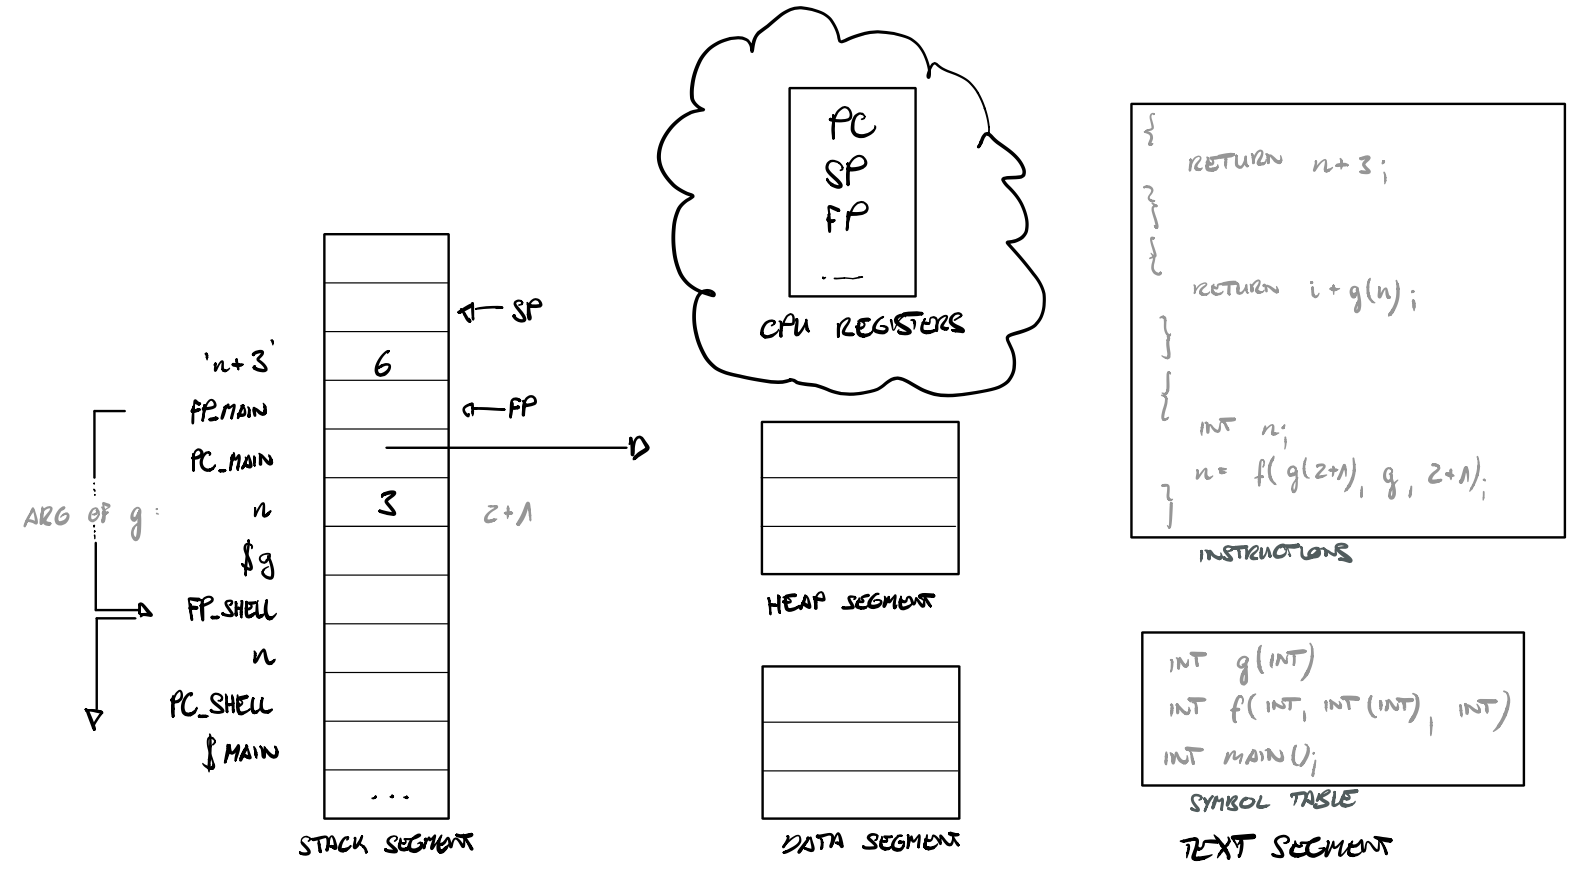 PC
SP
FP
. —
CPU REGISTERS
← SP
'n+3' 6
FP_MAIN ← FP
PC_MAIN
ARG OF g : n 3 2+1
$g
FP_SHELL
n
PC_SHELL
$MAIN
...
STACK SEGMENT
HEAP SEGMENT
DATA SEGMENT
{
RETURN n+3;
}
{
RETURN i+g(n);
}
{
INT n;
n= f(g(2+1), g, 2+1);
}
INSTRUCTIONS
INT g(INT)
INT f(INT, INT(INT), INT)
INT MAIN();
SYMBOL TABLE
TEXT SEGMENT